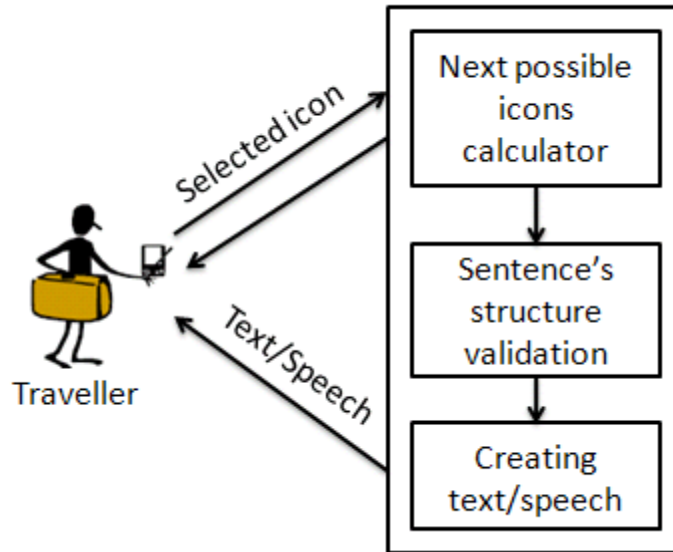 Next possible
icons
calculator
Selected icon
Sentence's
structure
validation
Text/Speech
Traveller
Creating
text/speech